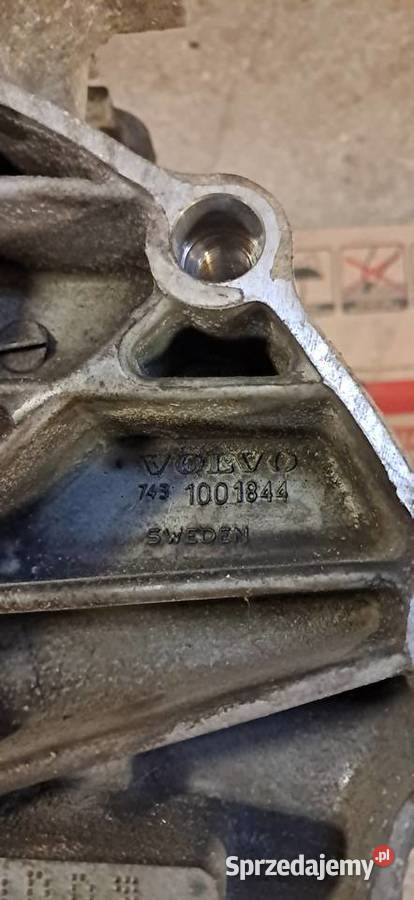 VOLVO
743 1001844
SWEDEN
Sprzedajemy.pl